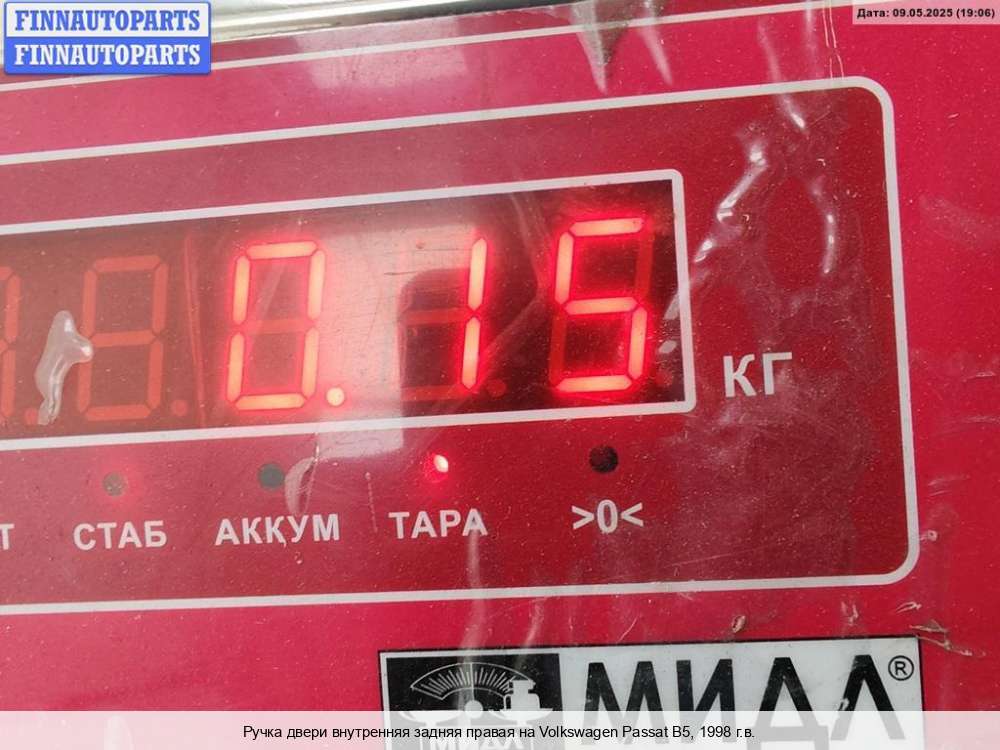 FINNAUTOPARTS
FINNAUTOPARTS
Дата: 09.05.2025 (19:06)
0.15
КГ
Т СТАБ АККУМ ТАРА >0<
МИДЛ®
МИДЛ
Ручка двери внутренняя задняя правая на Volkswagen Passat B5, 1998 г.в.